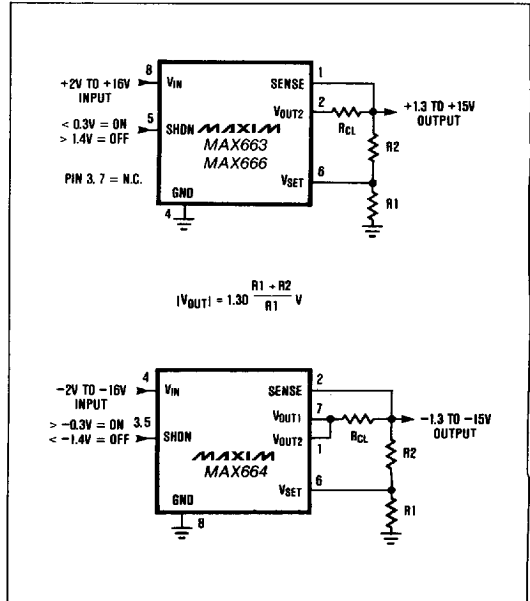 8
1
+2V TO +16V
INPUT
VIN
SENSE
2
VOUT2
+1.3 TO +15V
OUTPUT
5
< 0.3V = ON
> 1.4V = OFF
SHDN
MAXIM
MAX663
MAX666
RCL
R2
PIN 3, 7 = N.C.
6
GND
VSET
R1
4
|VOUT| = 1.30 R1 + R2 / R1 V
4
2
-2V TO -16V
INPUT
VIN
SENSE
7
VOUT1
-1.3 TO -15V
OUTPUT
> -0.3V = ON
< -1.4V = OFF
3,5
SHDN
MAXIM
MAX664
VOUT2
1
RCL
R2
6
GND
VSET
R1
8